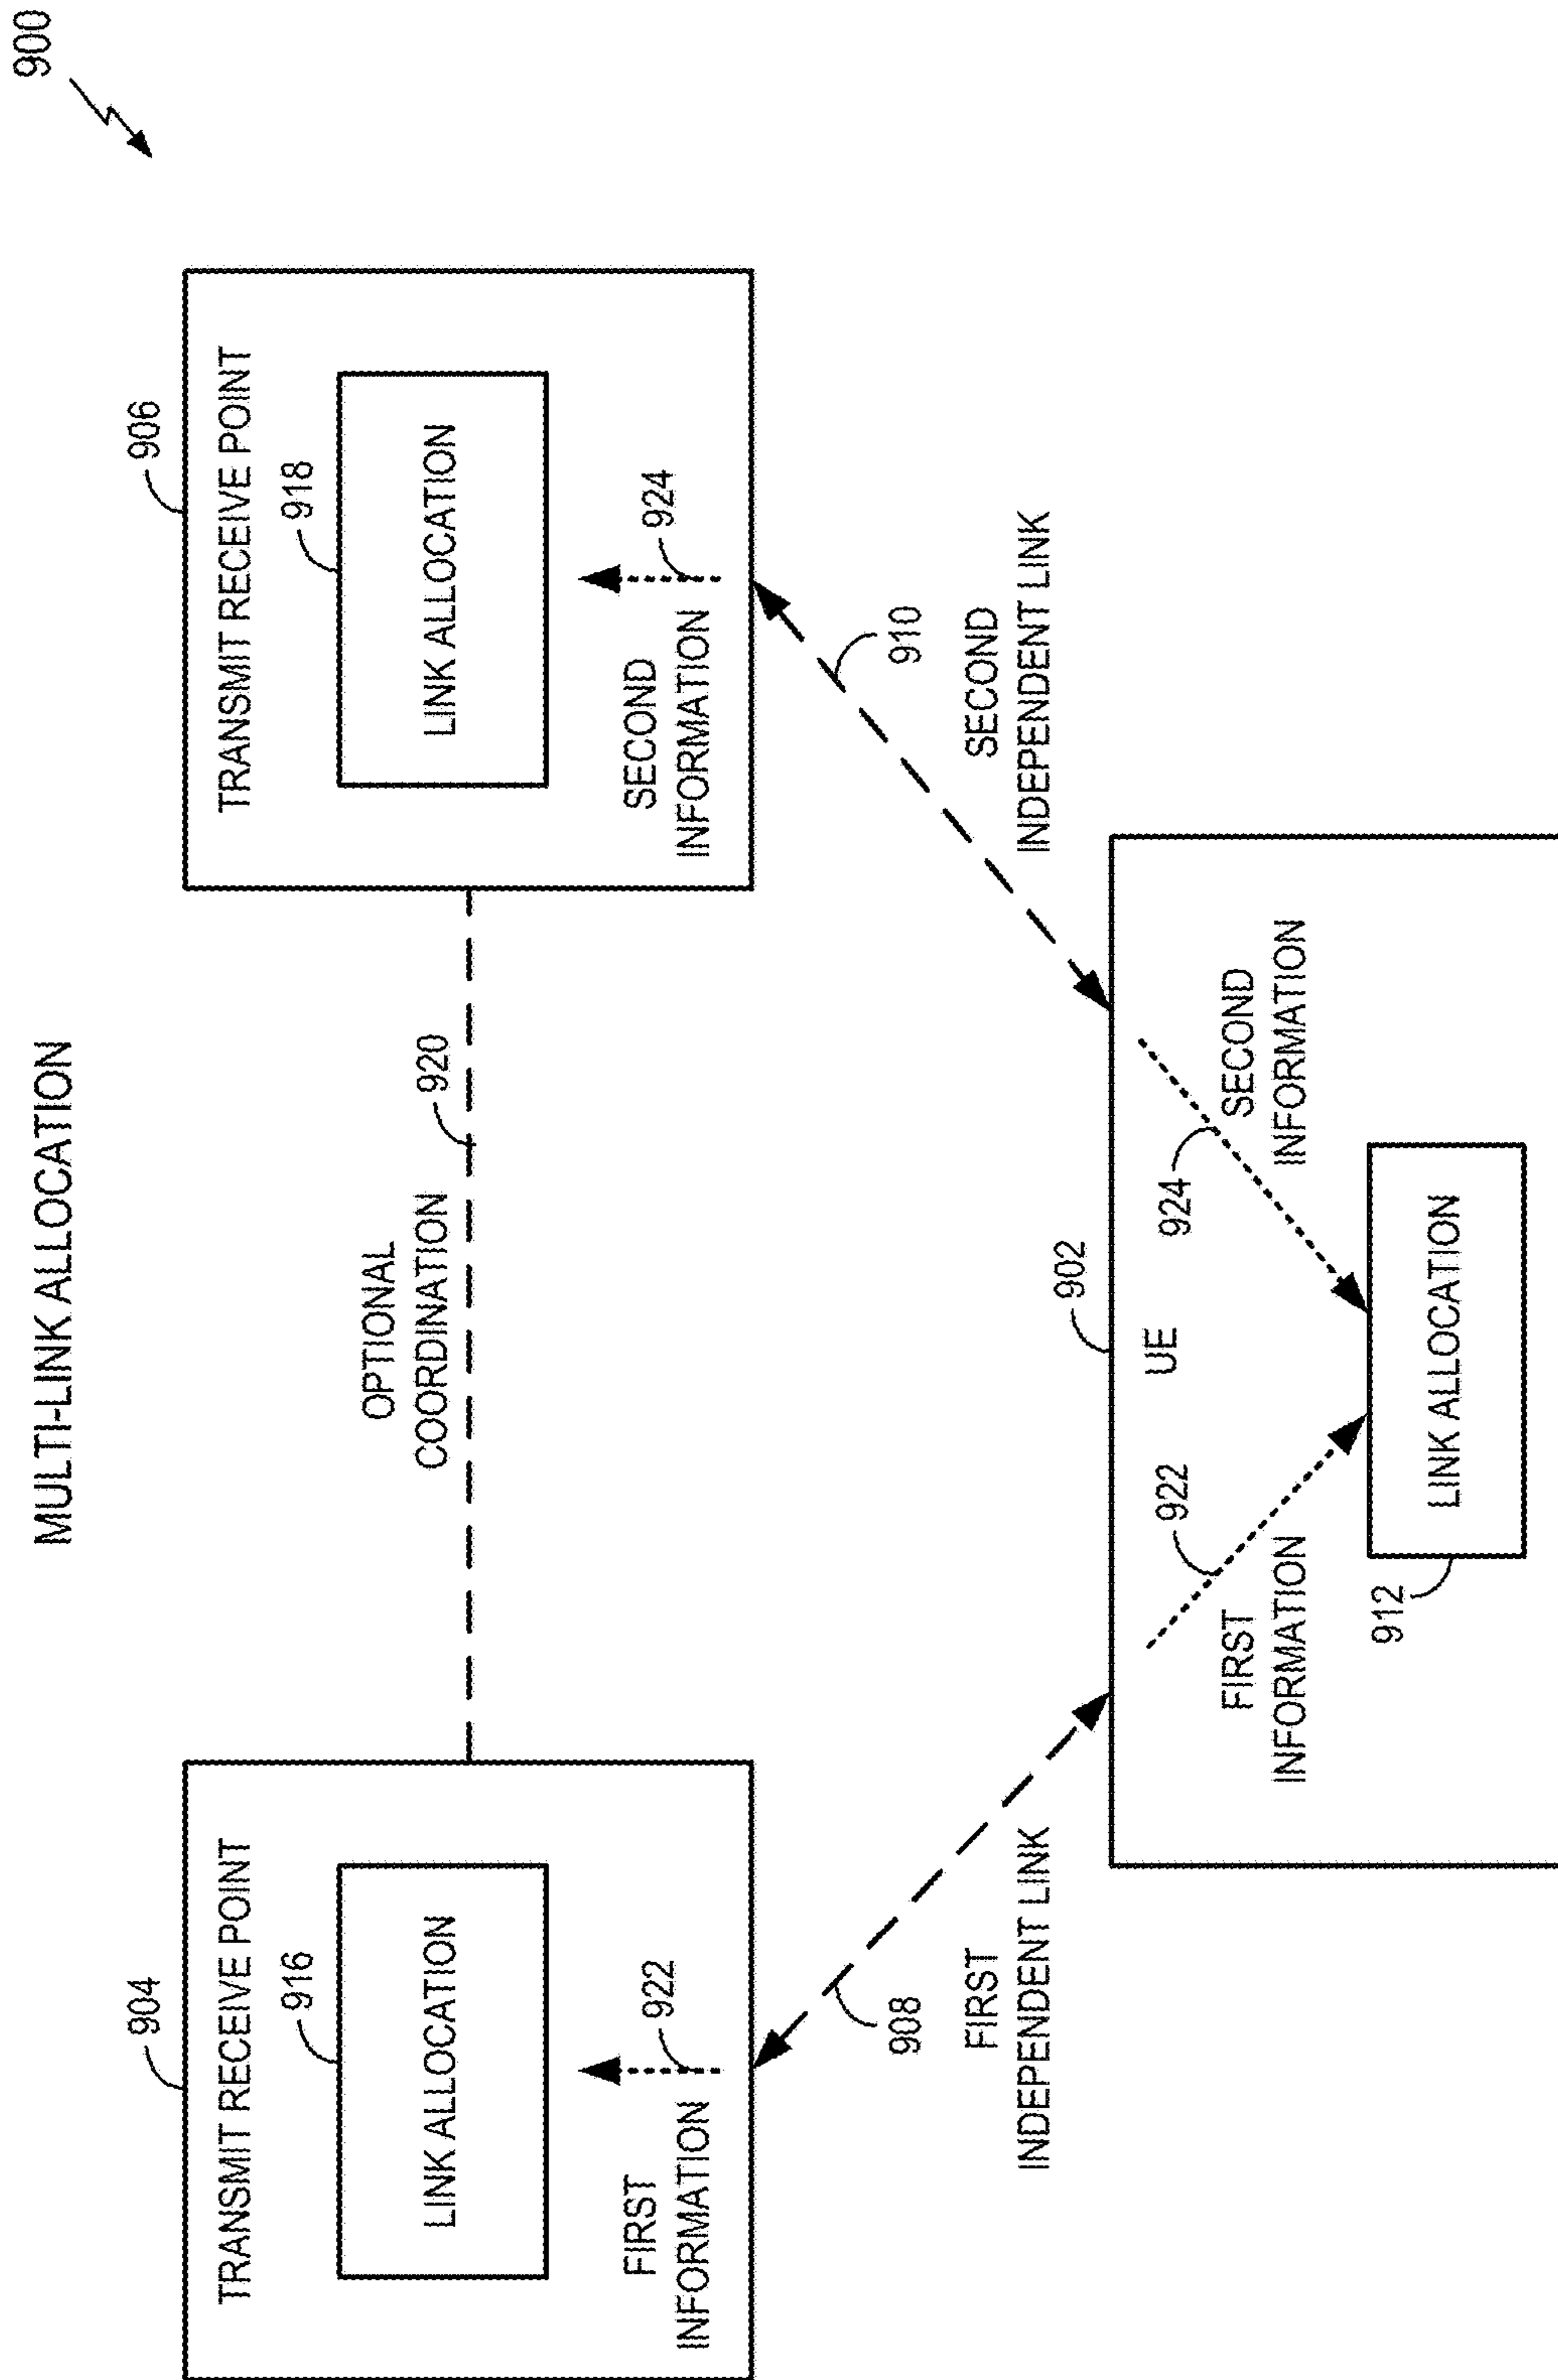 MULTI-LINK ALLOCATION
900
904
TRANSMIT RECEIVE POINT
916
LINK ALLOCATION
FIRST
INFORMATION
922
OPTIONAL
COORDINATION
920
906
TRANSMIT RECEIVE POINT
918
LINK ALLOCATION
SECOND
INFORMATION
924
908
FIRST
INDEPENDENT LINK
910
SECOND
INDEPENDENT LINK
902
UE
922
FIRST
INFORMATION
924
SECOND
INFORMATION
912
LINK ALLOCATION